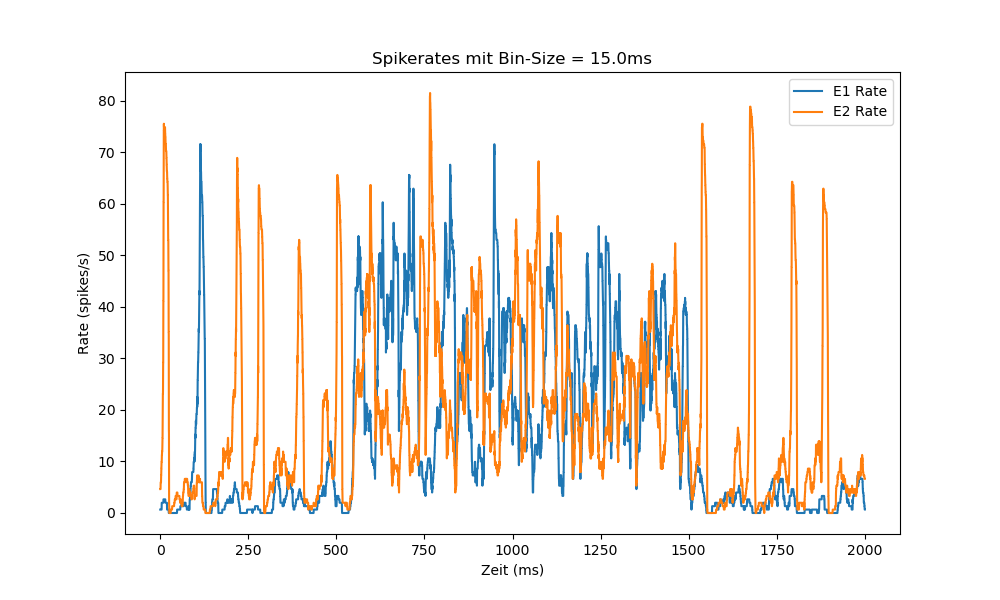 Spikerates mit Bin-Size = 15.0ms
E1 Rate
E2 Rate
Rate (spikes/s)
80
70
60
50
40
30
20
10
0
0 250 500 750 1000 1250 1500 1750 2000
Zeit (ms)